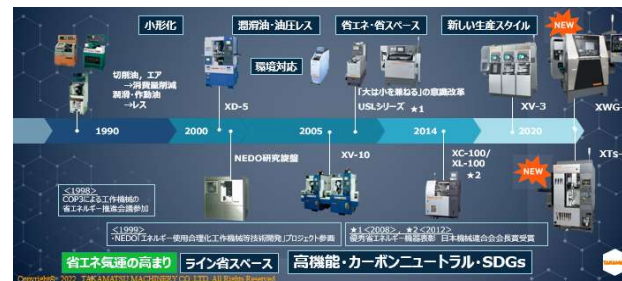 小形化
潤滑油・油圧レス
省エネ・省スペース
新しい生産スタイル
NEW
環境対応
切削油，エア
→消費量削減
潤滑・作動油
→レス
「大は小を兼ねる」の意識改革
USLシリーズ ★1
XD-5
XV-3
XWG-
1990
2000
2005
2014
2020
NEDO研究旋盤
XV-10
XC-100/
XL-100
★2
XTs-
NEW
<1998>
COP3による工作機械の
省エネルギー推進会議参加
<1999>
・NEDO「エネルギー使用合理化工作機械等技術開発」プロジェクト参画
★1<2008>，★2<2012>
優秀省エネルギー機器表彰 日本機械連合会会長賞受賞
省エネ気運の高まり
ライン省スペース
高機能・カーボンニュートラル・SDGs
Copyright© 2022 TAKAMATSU MACHINERY CO., LTD. All Rights Reserved.